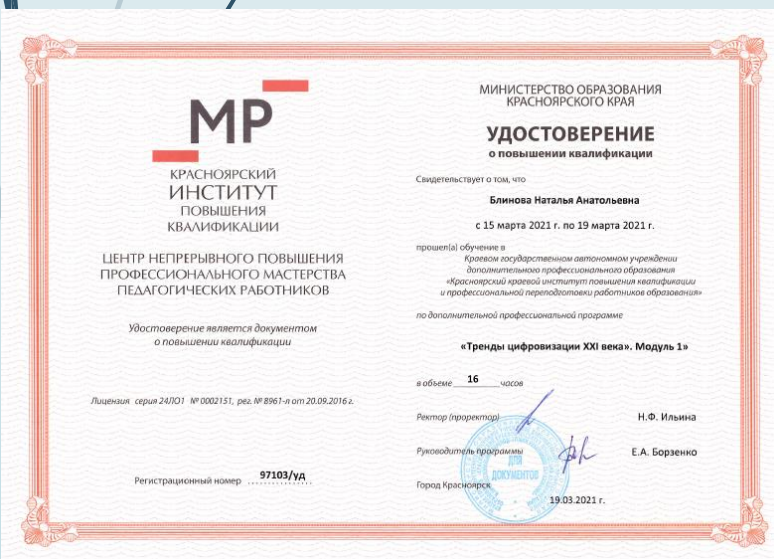 МР
КРАСНОЯРСКИЙ
ИНСТИТУТ
ПОВЫШЕНИЯ
КВАЛИФИКАЦИИ
ЦЕНТР НЕПРЕРЫВНОГО ПОВЫШЕНИЯ
ПРОФЕССИОНАЛЬНОГО МАСТЕРСТВА
ПЕДАГОГИЧЕСКИХ РАБОТНИКОВ
Удостоверение является документом
о повышении квалификации
Лицензия серия 24ЛО1 № 0002151, рег. № 8961-л от 20.09.2016 г.
Регистрационный номер 97103/уд
МИНИСТЕРСТВО ОБРАЗОВАНИЯ
КРАСНОЯРСКОГО КРАЯ
УДОСТОВЕРЕНИЕ
о повышении квалификации
Свидетельствует о том, что
Блинова Наталья Анатольевна
с 15 марта 2021 г. по 19 марта 2021 г.
прошел(а) обучение в
Краевом государственном автономном учреждении
дополнительного профессионального образования
«Красноярский краевой институт повышения квалификации
и профессиональной переподготовки работников образования»
по дополнительной профессиональной программе
«Тренды цифровизации XXI века». Модуль 1»
в объеме 16 часов
Ректор (проректор) Н.Ф. Ильина
Руководитель программы Е.А. Борзенко
ДЛЯ
ДОКУМЕНТОВ
Город Красноярск
19.03.2021 г.